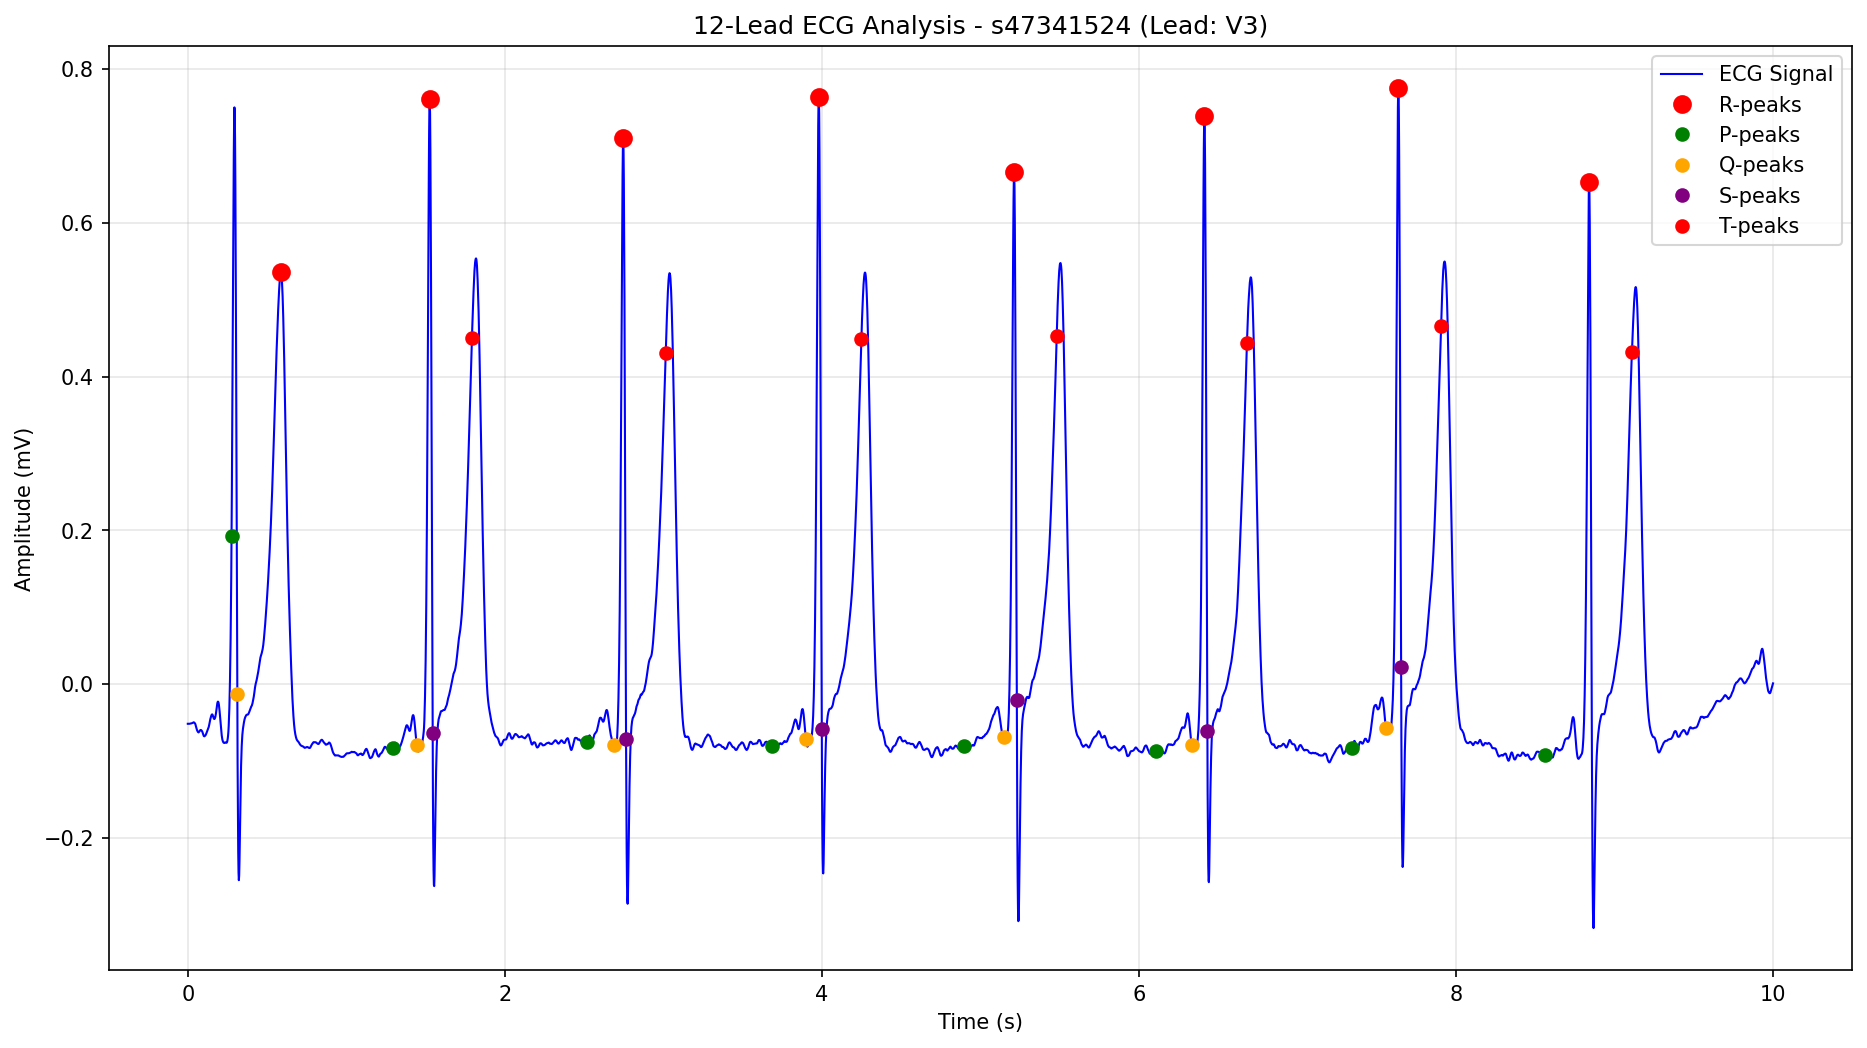 12-Lead ECG Analysis - s47341524 (Lead: V3)
ECG Signal
R-peaks
P-peaks
Q-peaks
S-peaks
T-peaks
Amplitude (mV)
0.8
0.6
0.4
0.2
0.0
−0.2
0 2 4 6 8 10
Time (s)